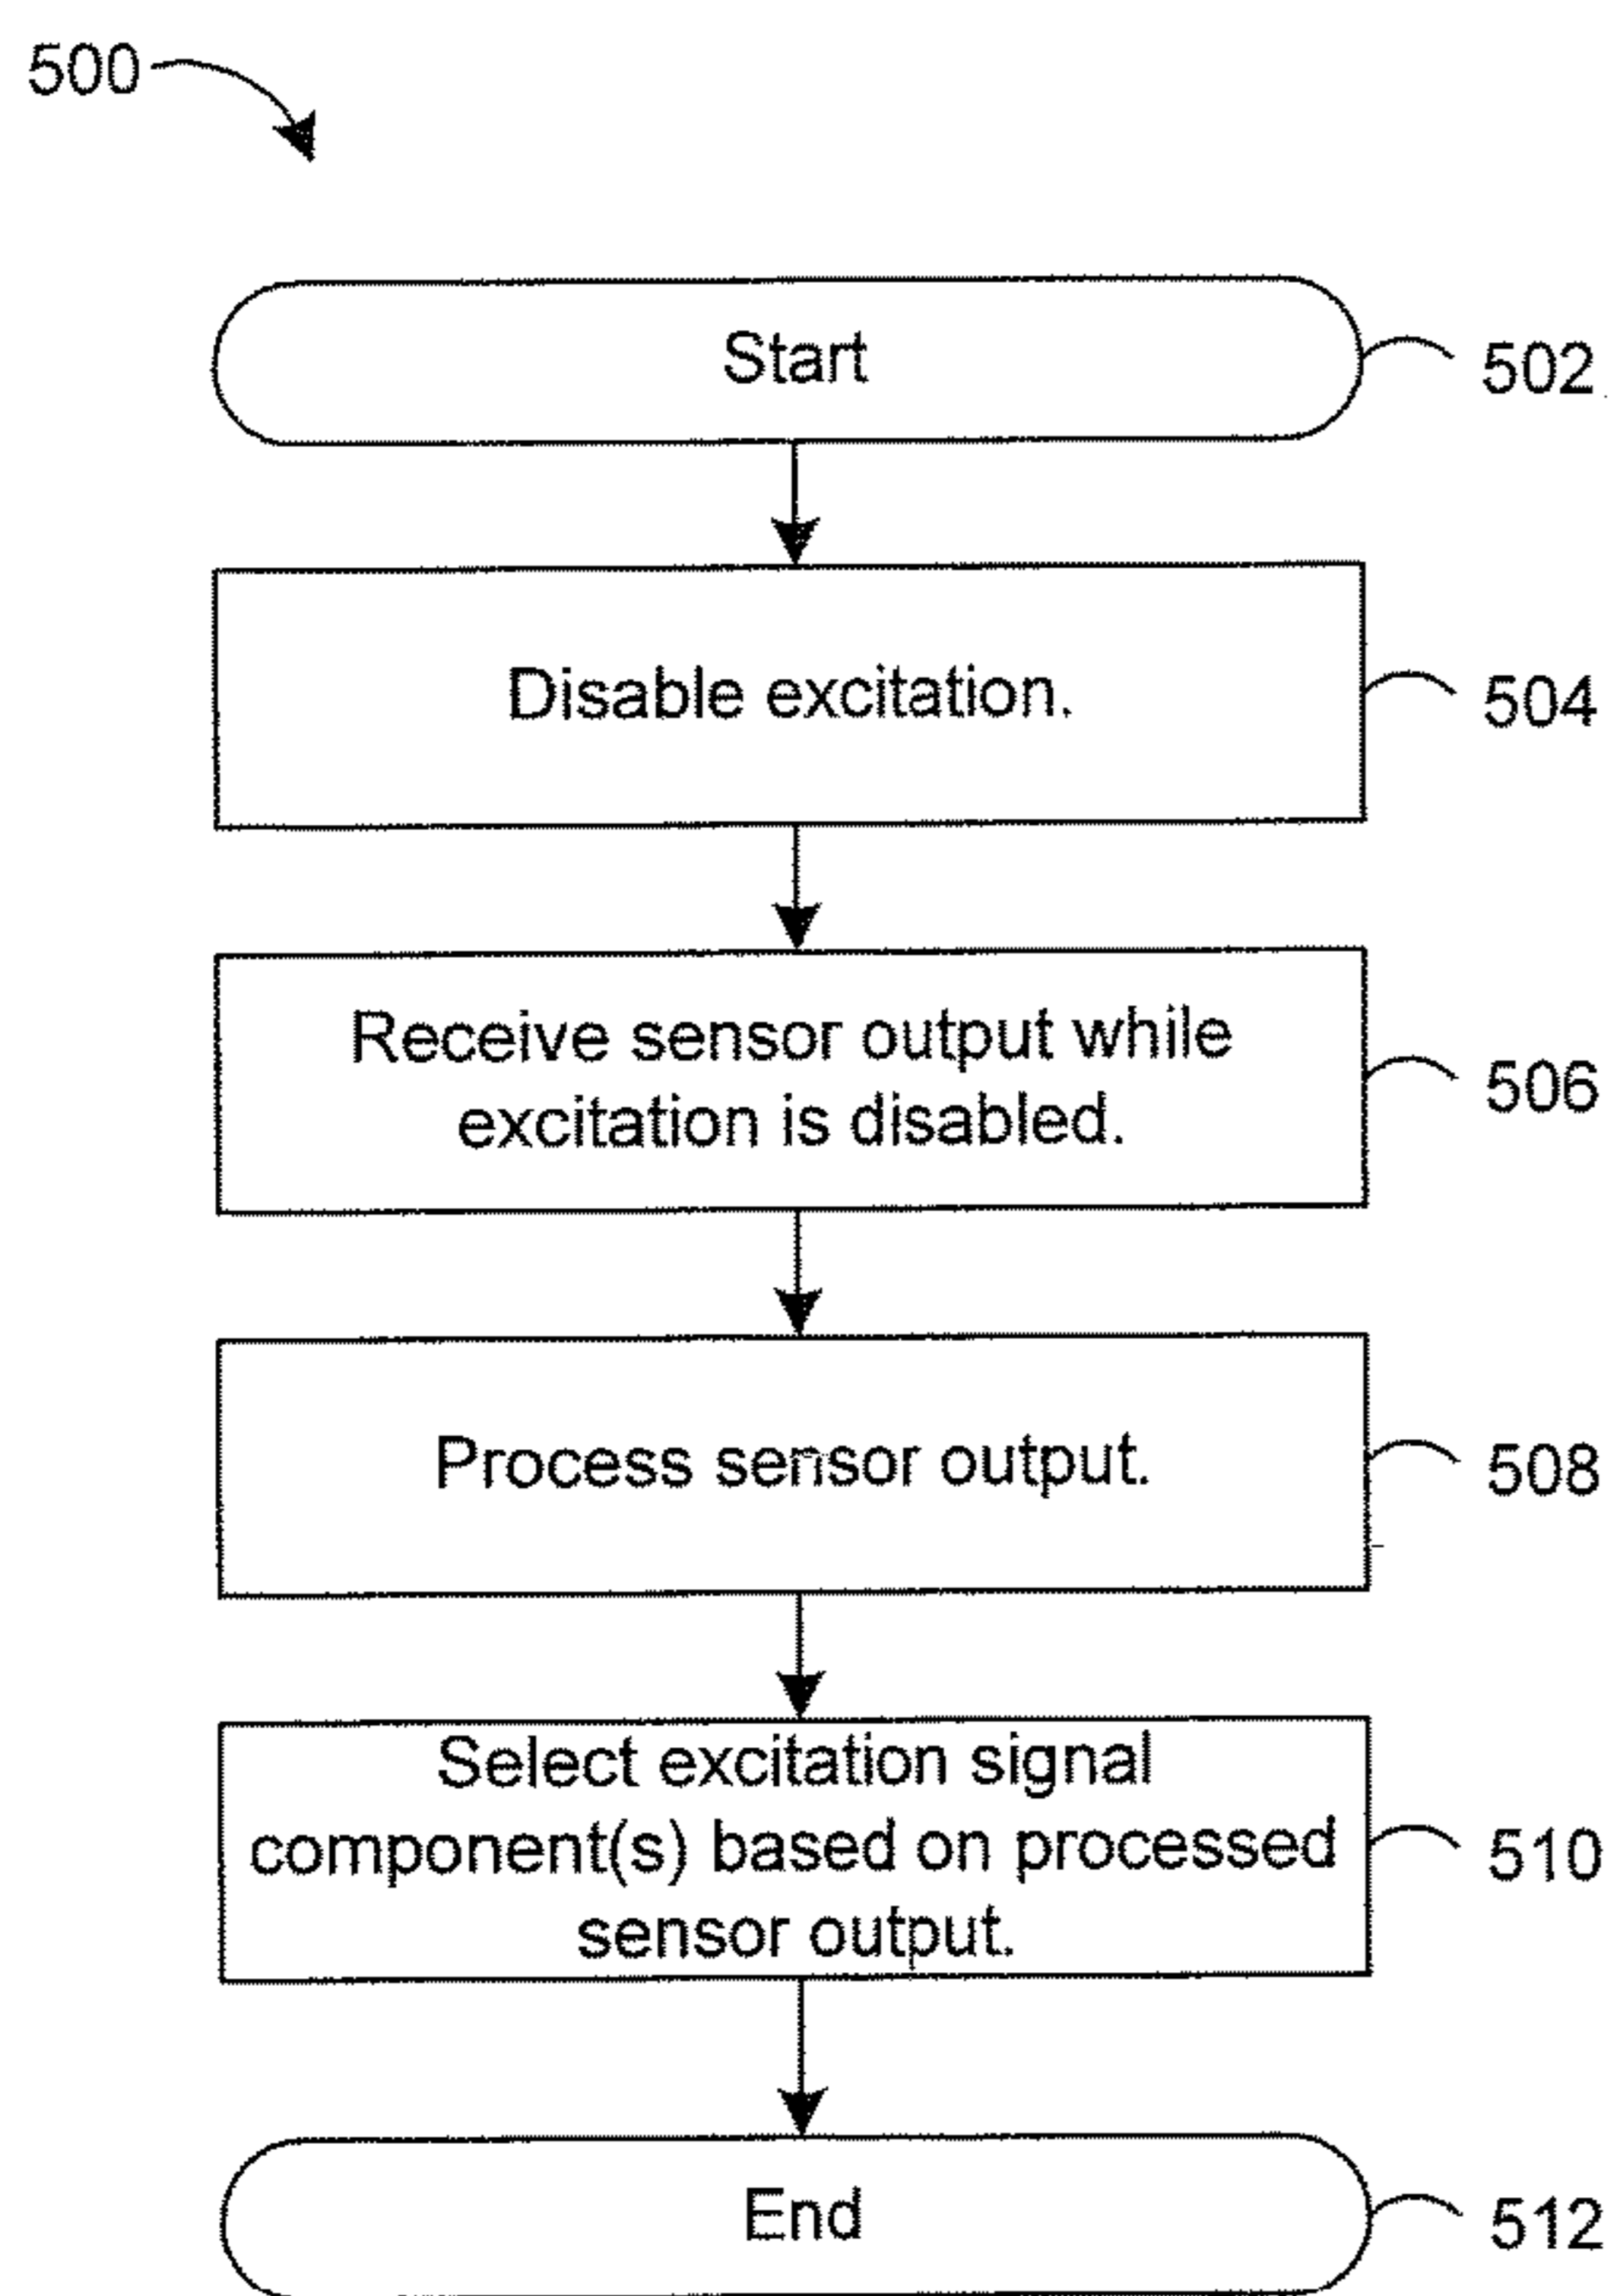 500
Start
502
Disable excitation.
504
Receive sensor output while
excitation is disabled.
506
Process sensor output.
508
Select excitation signal
component(s) based on processed
sensor output.
510
End
512